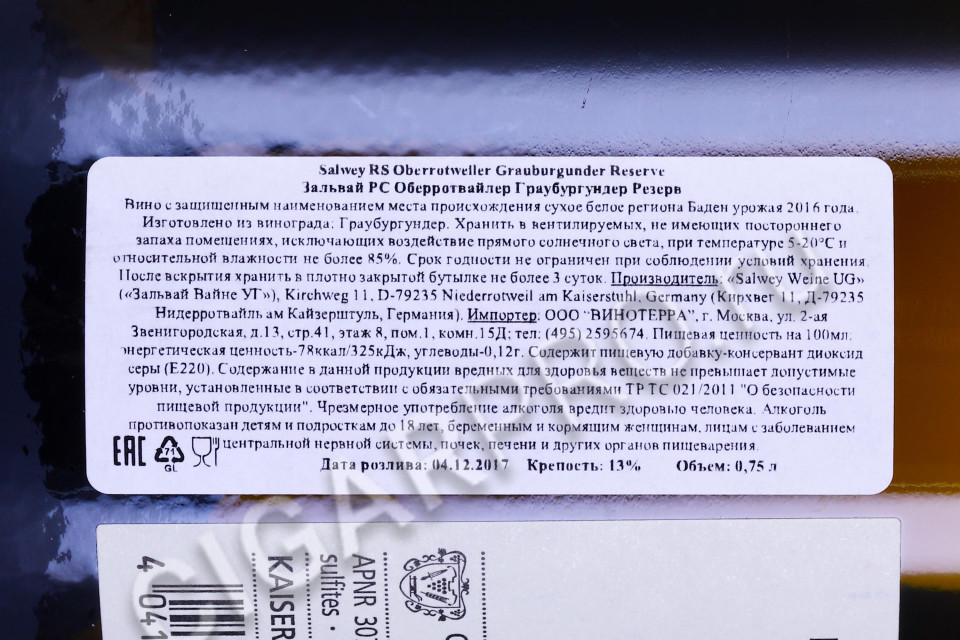 Salwey RS Oberrotweiler Grauburgunder Reserve
Зальвай РС Оберротвайлер Граубургундер Резерв
Вино с защищенным наименованием места происхождения сухое белое региона Баден урожая 2016 года.
Изготовлено из винограда: Граубургундер. Хранить в вентилируемых, не имеющих постороннего
запаха помещениях, исключающих воздействие прямого солнечного света, при температуре 5-20°С и
относительной влажности не более 85%. Срок годности не ограничен при соблюдении условий хранения.
После вскрытия хранить в плотно закрытой бутылке не более 3 суток. Производитель: «Salwey Weine UG»
(«Зальвай Вайне УГ»), Kirchweg 11, D-79235 Niederrotweil am Kaiserstuhl, Germany (Кирхвег 11, Д-79235
Нидерротвайль ам Кайзерштуль, Германия). Импортер: ООО "ВИНОТЕРРА", г. Москва, ул. 2-ая
Звенигородская, д.13, стр.41, этаж 8, пом.1, комн.15Д; тел: (495) 2595674. Пищевая ценность на 100мл:
энергетическая ценность-78ккал/325кДж, углеводы-0,12г. Содержит пищевую добавку-консервант диоксид
серы (Е220). Содержание в данной продукции вредных для здоровья веществ не превышает допустимые
уровни, установленные в соответствии с обязательными требованиями ТР ТС 021/2011 "О безопасности
пищевой продукции". Чрезмерное употребление алкоголя вредит здоровью человека. Алкоголь
противопоказан детям и подросткам до 18 лет, беременным и кормящим женщинам, лицам с заболеванием
центральной нервной системы, почек, печени и других органов пищеварения.
EAC 71 GL
Дата розлива: 04.12.2017 Крепость: 13% Объем: 0,75 л
SIGARPRO.ru
4 041
KAISER
sulfites ·
APNR 30